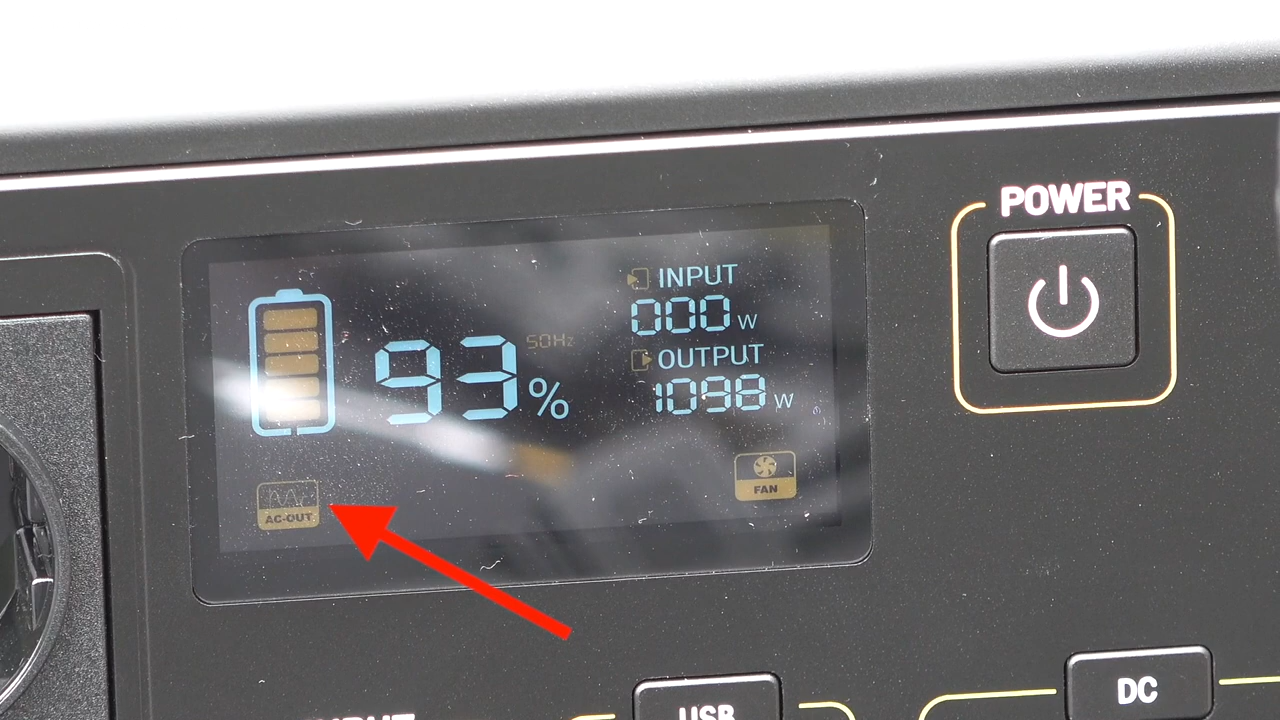 POWER
INPUT
000 W
50Hz
93 %
OUTPUT
1098 W
FAN
AC-OUT
DC
USB